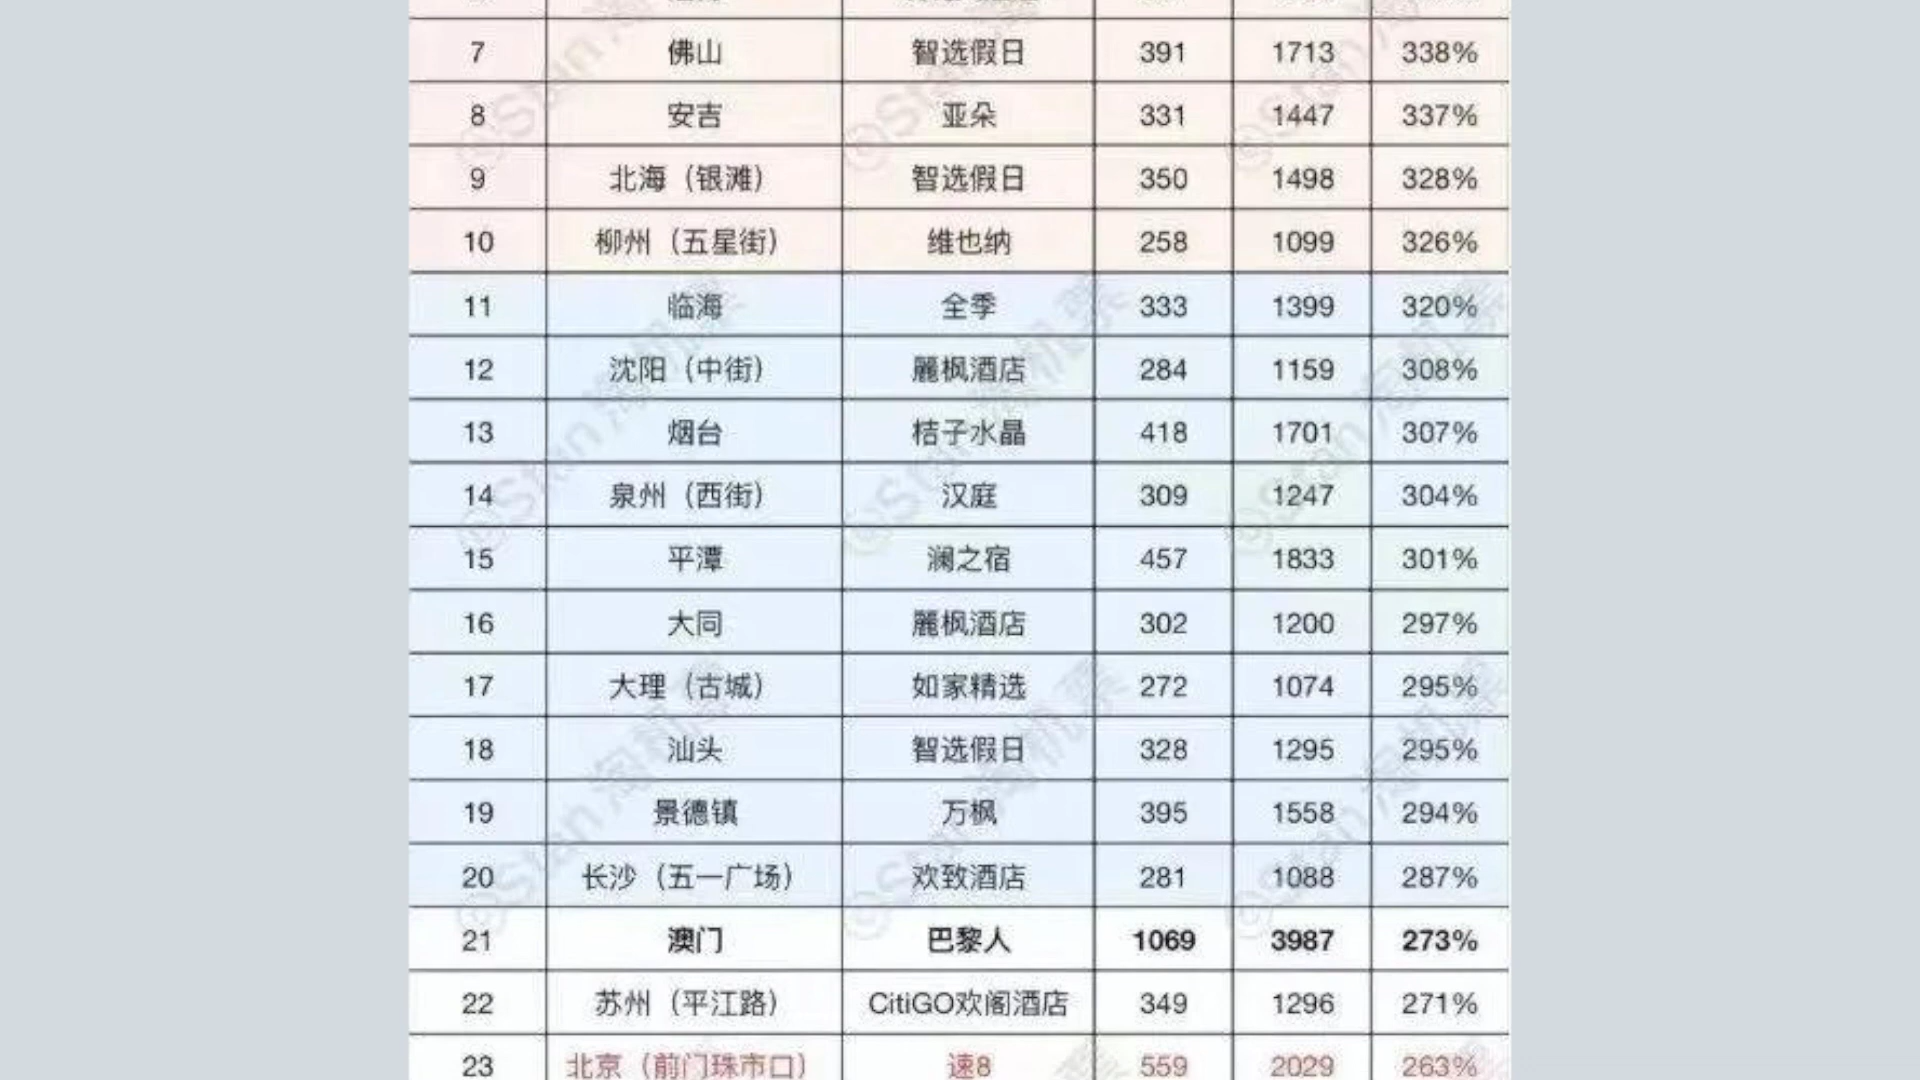 7 佛山 智选假日 391 1713 338%
8 安吉 亚朵 331 1447 337%
9 北海（银滩） 智选假日 350 1498 328%
10 柳州（五星街） 维也纳 258 1099 326%
11 临海 全季 333 1399 320%
12 沈阳（中街） 麗枫酒店 284 1159 308%
13 烟台 桔子水晶 418 1701 307%
14 泉州（西街） 汉庭 309 1247 304%
15 平潭 澜之宿 457 1833 301%
16 大同 麗枫酒店 302 1200 297%
17 大理（古城） 如家精选 272 1074 295%
18 汕头 智选假日 328 1295 295%
19 景德镇 万枫 395 1558 294%
20 长沙（五一广场） 欢致酒店 281 1088 287%
21 澳门 巴黎人 1069 3987 273%
22 苏州（平江路） CitiGO欢阁酒店 349 1296 271%
23 北京（前门珠市口） 速8 559 2029 263%
@Stan淘机票